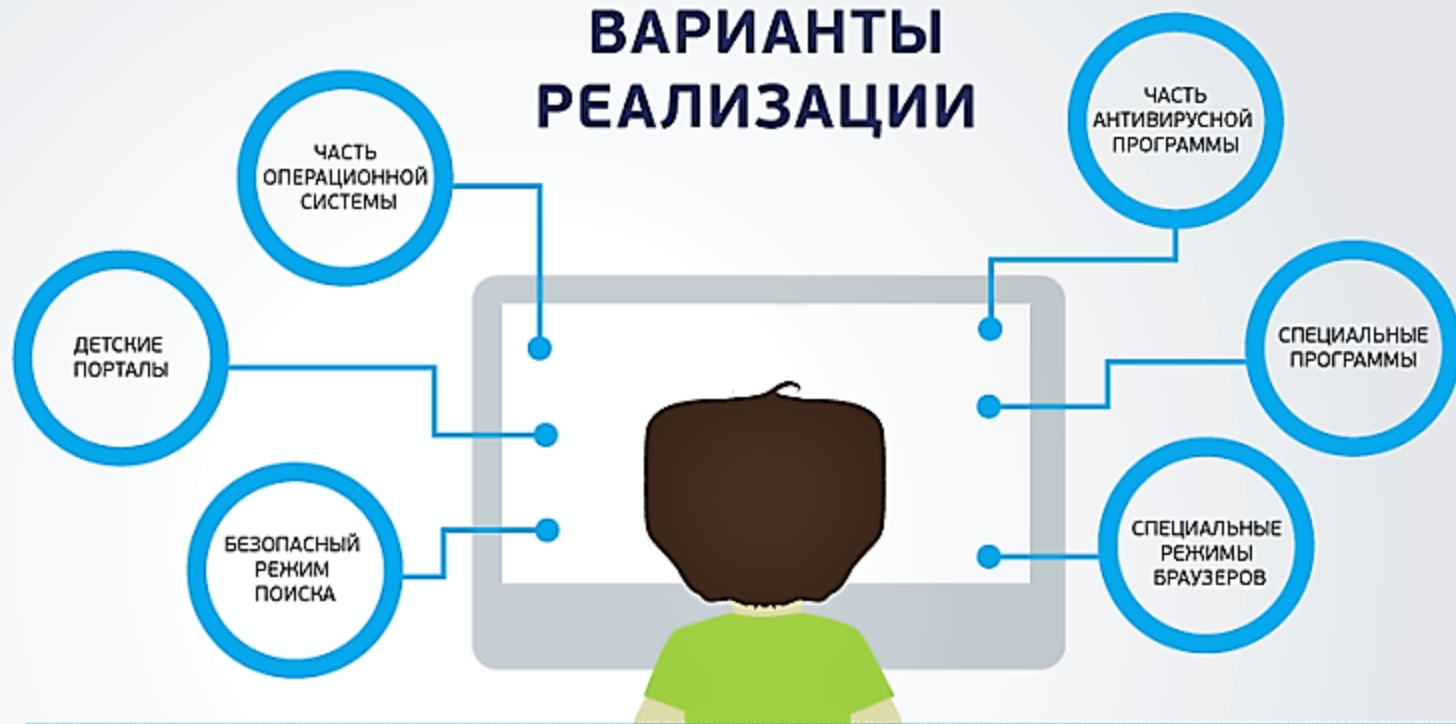 ВАРИАНТЫ
РЕАЛИЗАЦИИ
ЧАСТЬ
ОПЕРАЦИОННОЙ
СИСТЕМЫ
ДЕТСКИЕ
ПОРТАЛЫ
БЕЗОПАСНЫЙ
РЕЖИМ
ПОИСКА
ЧАСТЬ
АНТИВИРУСНОЙ
ПРОГРАММЫ
СПЕЦИАЛЬНЫЕ
ПРОГРАММЫ
СПЕЦИАЛЬНЫЕ
РЕЖИМЫ
БРАУЗЕРОВ